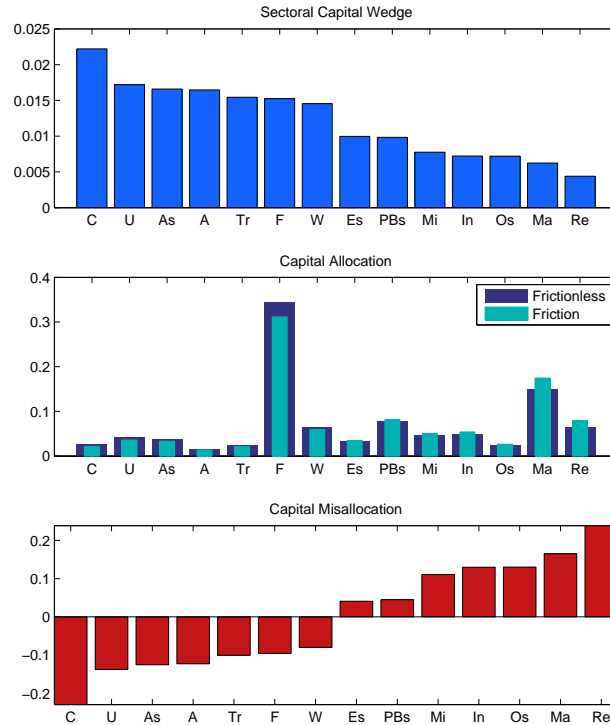 Sectoral Capital Wedge
0.025
0.02
0.015
0.01
0.005
0
C U As A Tr F W Es PBs Mi In Os Ma Re
Capital Allocation
0.4
0.3
0.2
0.1
0
Frictionless
Friction
C U As A Tr F W Es PBs Mi In Os Ma Re
Capital Misallocation
0.2
0.1
0
−0.1
−0.2
C U As A Tr F W Es PBs Mi In Os Ma Re